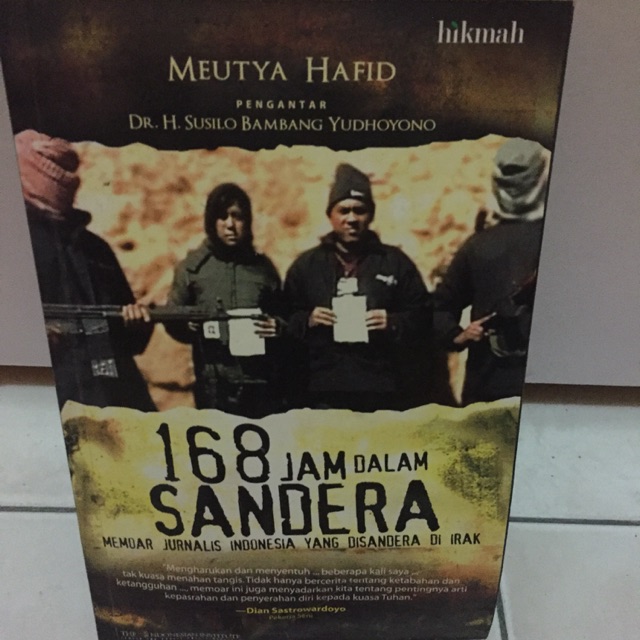 hikmah
MEUTYA HAFID
PENGANTAR
DR. H. SUSILO BAMBANG YUDHOYONO
168 JAM DALAM
SANDERA
MEMOAR JURNALIS INDONESIA YANG DISANDERA DI IRAK
"Mengharukan dan menyentuh ... beberapa kali saya ...
tak kuasa menahan tangis. Tidak hanya bercerita tentang ketabahan dan
ketangguhan ..., memoar ini juga menyadarkan kita tentang pentingnya arti
kepasrahan dan penyerahan diri kepada kuasa Tuhan."
—Dian Sastrowardoyo